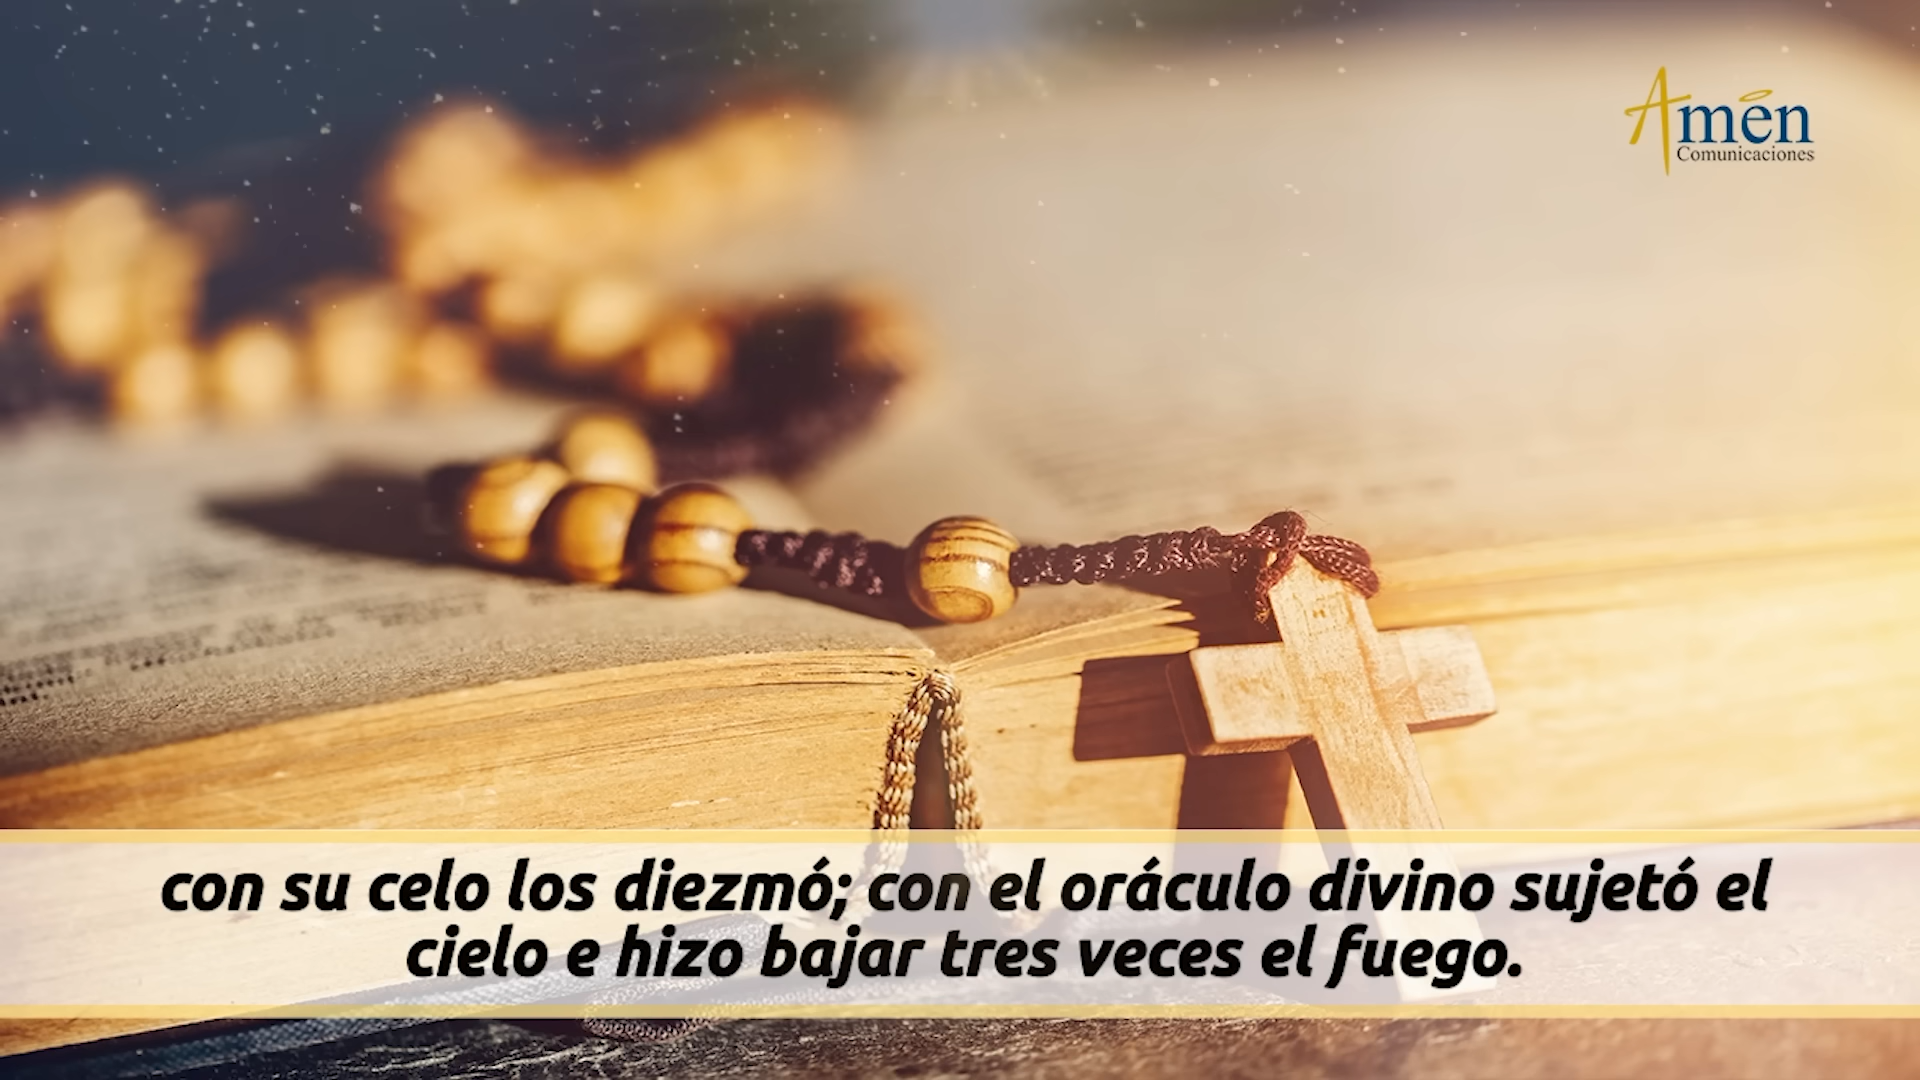 Amén
Comunicaciones
con su celo los diezmó; con el oráculo divino sujetó el
cielo e hizo bajar tres veces el fuego.